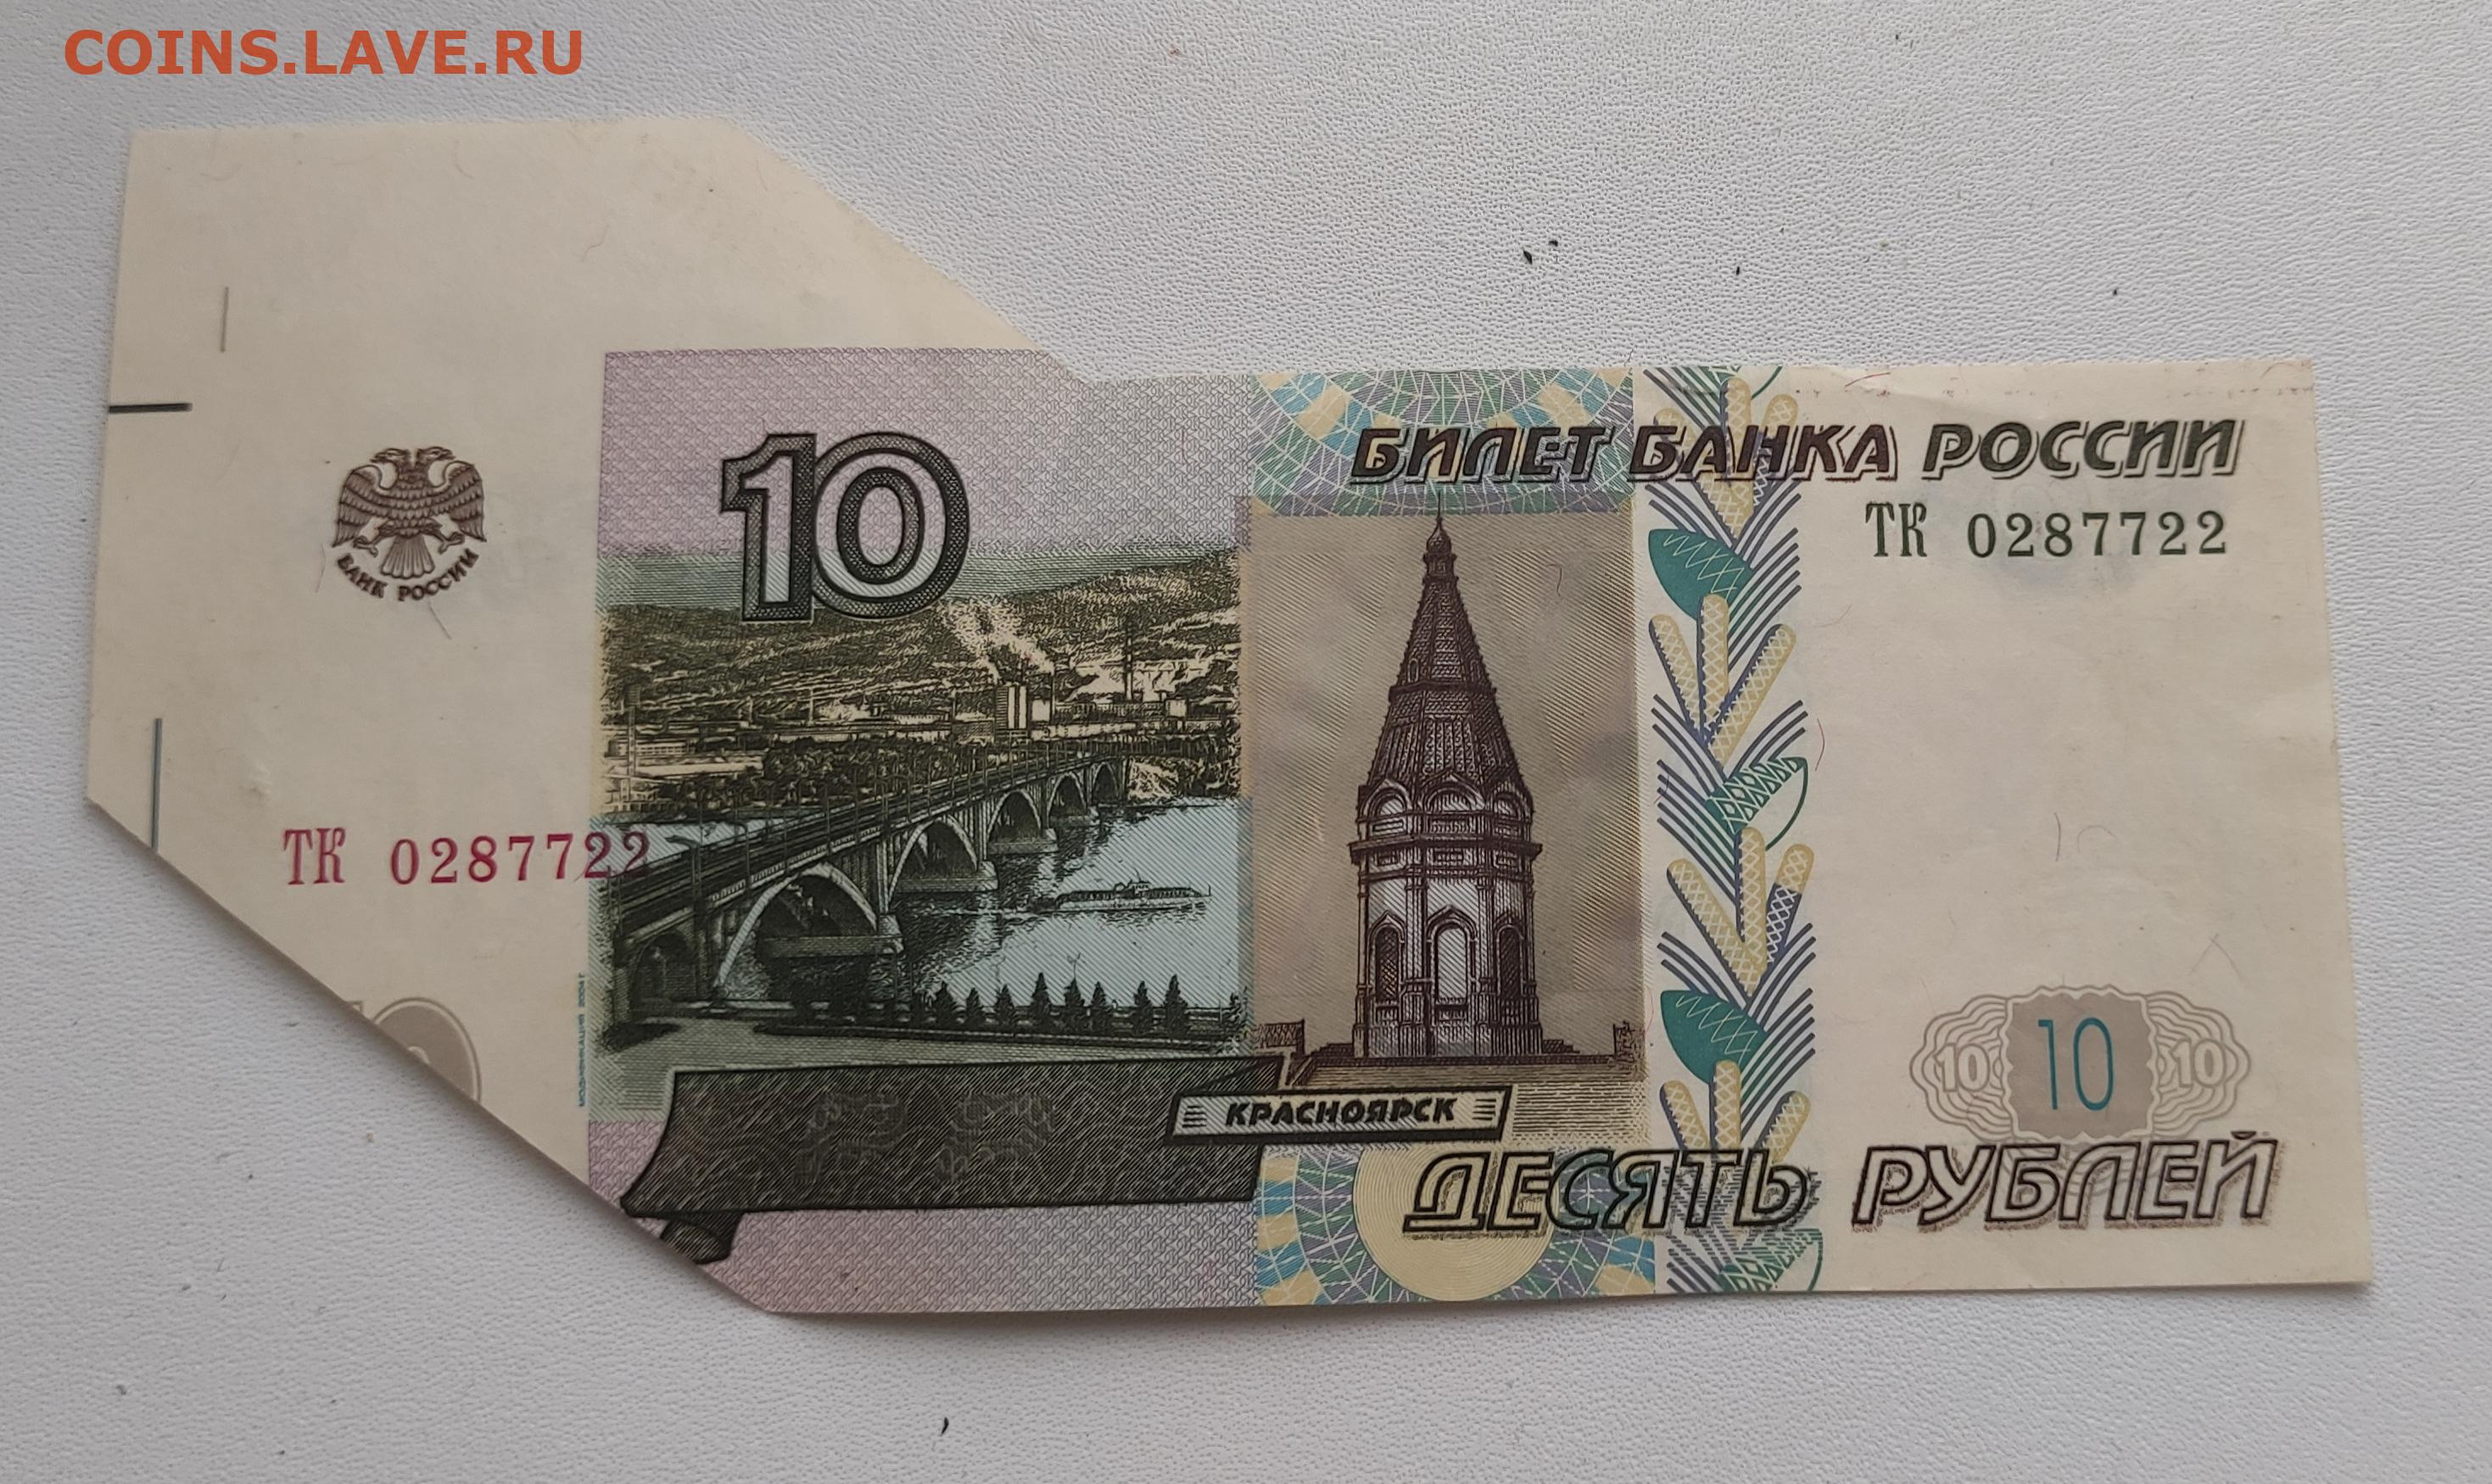 COINS.LAVE.RU
10
БИЛЕТ БАНКА РОССИИ
ТК 0287722
БАНК РОССИИ
ТК 0287722
10 10 10
КРАСНОЯРСК
ДЕСЯТЬ РУБЛЕЙ